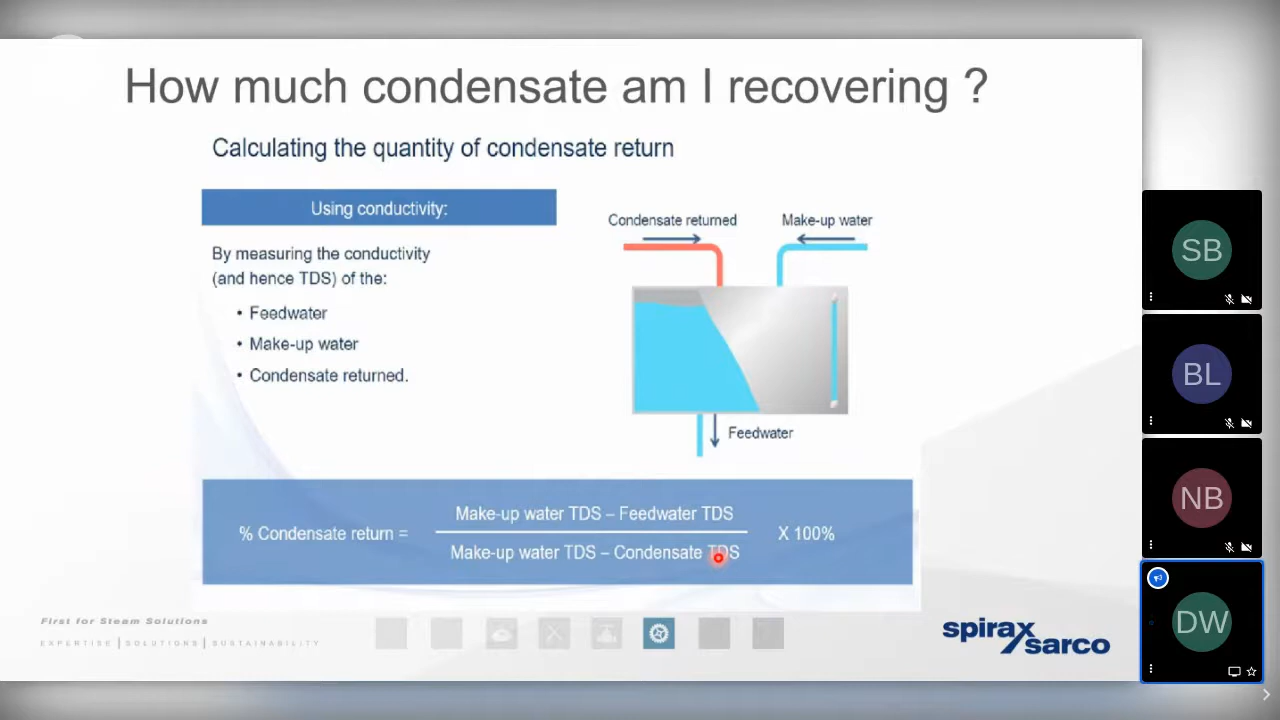 How much condensate am I recovering ?
Calculating the quantity of condensate return
Using conductivity:
By measuring the conductivity
(and hence TDS) of the:
• Feedwater
• Make-up water
• Condensate returned.
Condensate returned
Make-up water
Feedwater
% Condensate return =
Make-up water TDS – Feedwater TDS
Make-up water TDS – Condensate TDS
X 100%
First for Steam Solutions
EXPERTISE | SOLUTIONS | SUSTAINABILITY
spirax
sarco
SB
BL
NB
DW